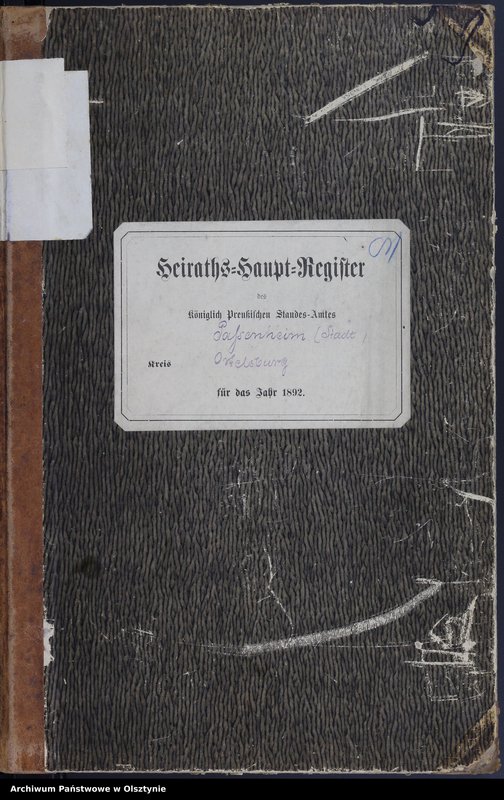 Heiraths-Haupt-Register
des
Königlich Preußischen Standes-Amtes
Paßenheim (Stadt)
Kreis Ortelsburg
für das Jahr 1892.
Archiwum Państwowe w Olsztynie